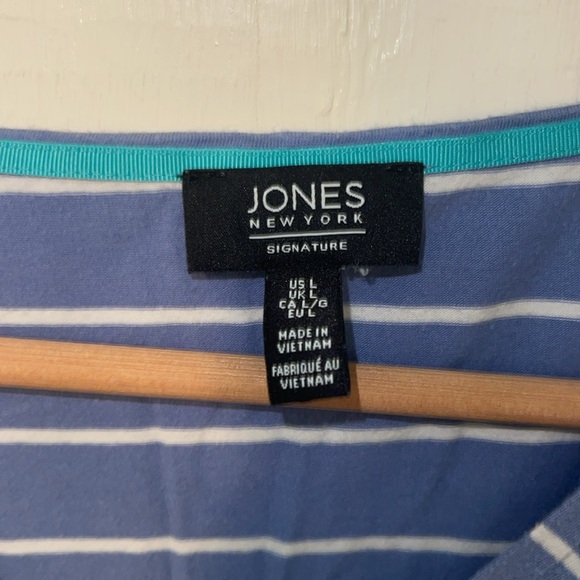 JONES
NEW YORK
SIGNATURE
US L
UK L
CA L/G
EU L
MADE IN
VIETNAM
FABRIQUÉ AU
VIETNAM